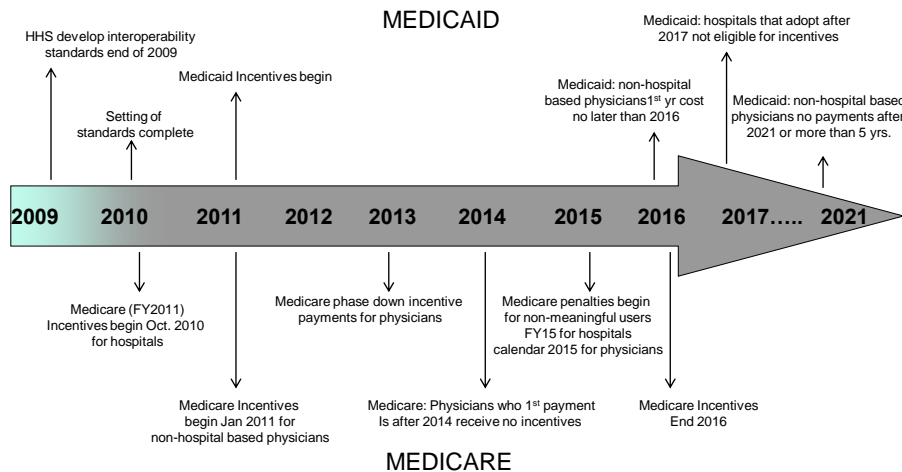 MEDICAID
HHS develop interoperability
standards end of 2009
Setting of
standards complete
Medicaid Incentives begin
Medicaid: non-hospital
based physicians1st yr cost
no later than 2016
Medicaid: hospitals that adopt after
2017 not eligible for incentives
Medicaid: non-hospital based
physicians no payments after
2021 or more than 5 yrs.
2009 2010 2011 2012 2013 2014 2015 2016 2017….. 2021
Medicare (FY2011)
Incentives begin Oct. 2010
for hospitals
Medicare Incentives
begin Jan 2011 for
non-hospital based physicians
Medicare phase down incentive
payments for physicians
Medicare: Physicians who 1st payment
Is after 2014 receive no incentives
Medicare penalties begin
for non-meaningful users
FY15 for hospitals
calendar 2015 for physicians
Medicare Incentives
End 2016
MEDICARE